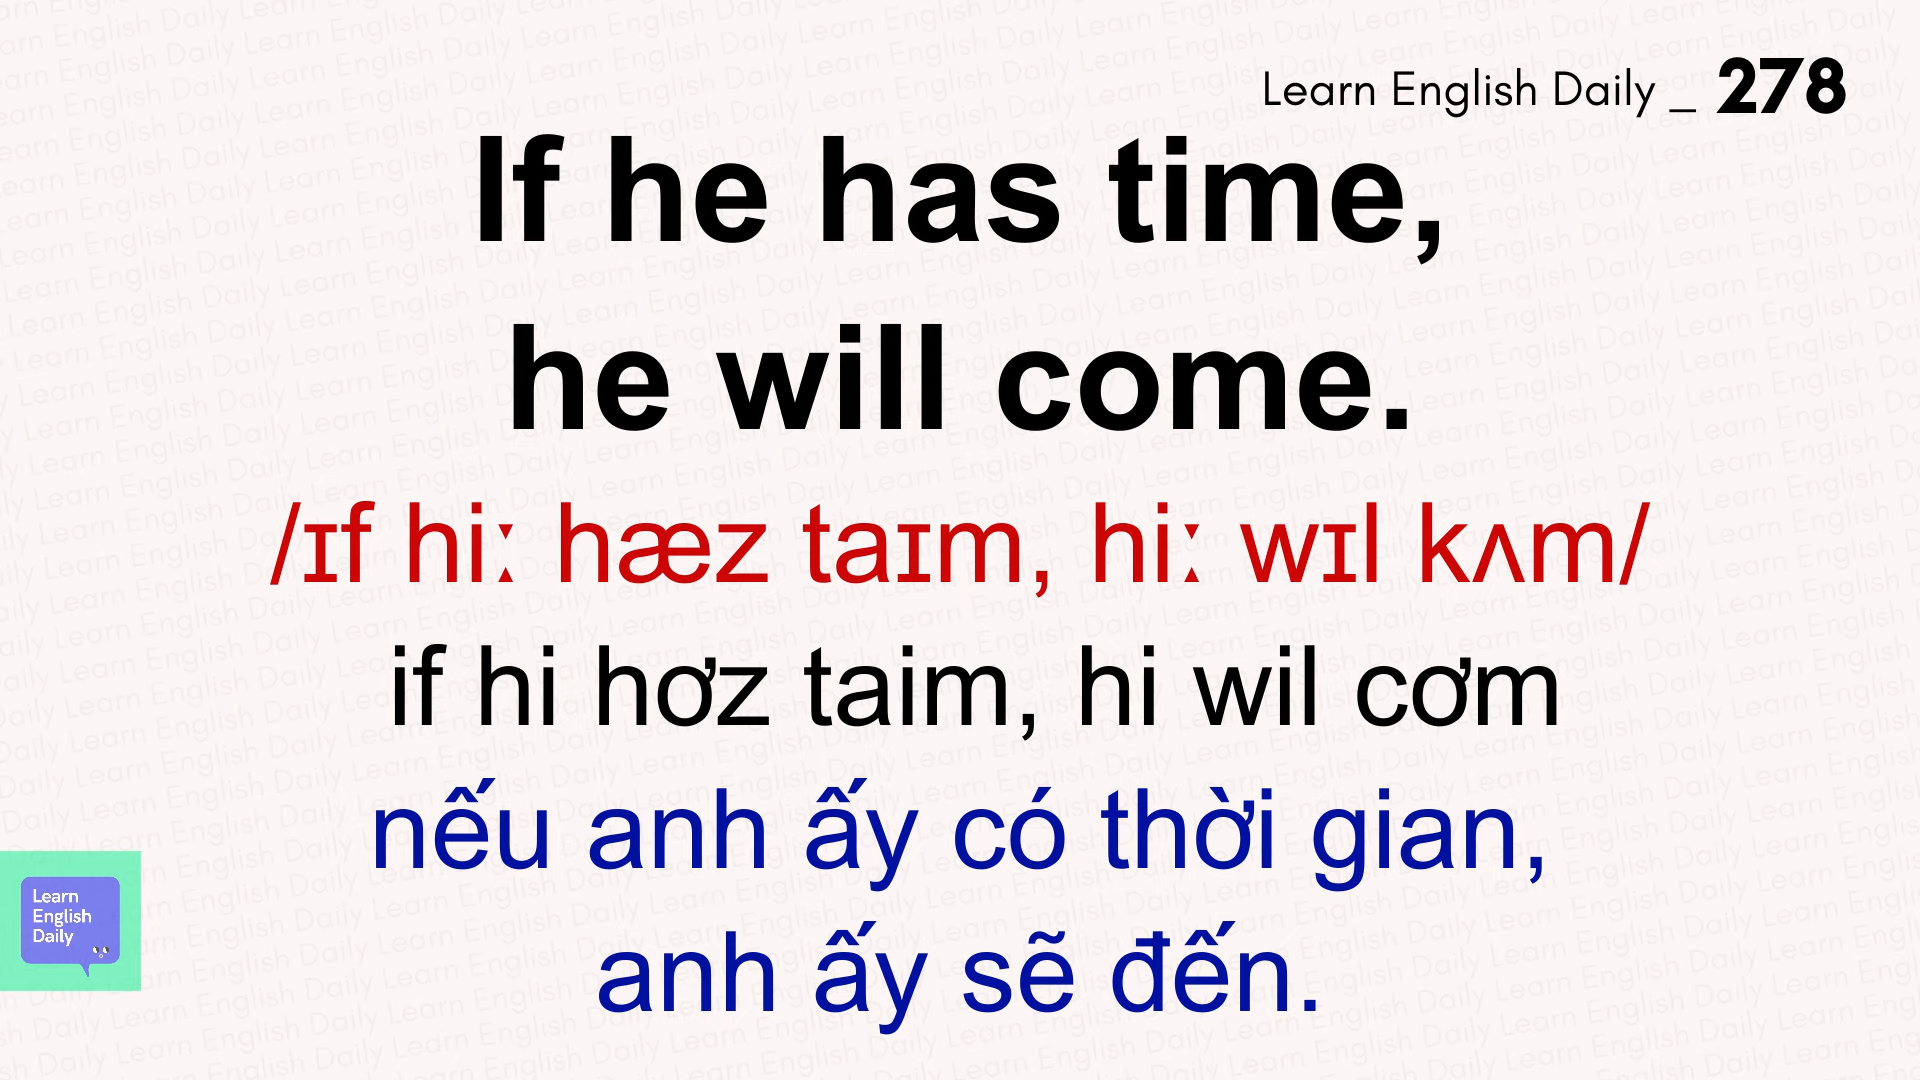 Learn English Daily _ 278
If he has time,
he will come.
/ɪf hiː hæz taɪm, hiː wɪl kʌm/
if hi hơz taim, hi wil cơm
nếu anh ấy có thời gian,
anh ấy sẽ đến.
Learn
English
Daily